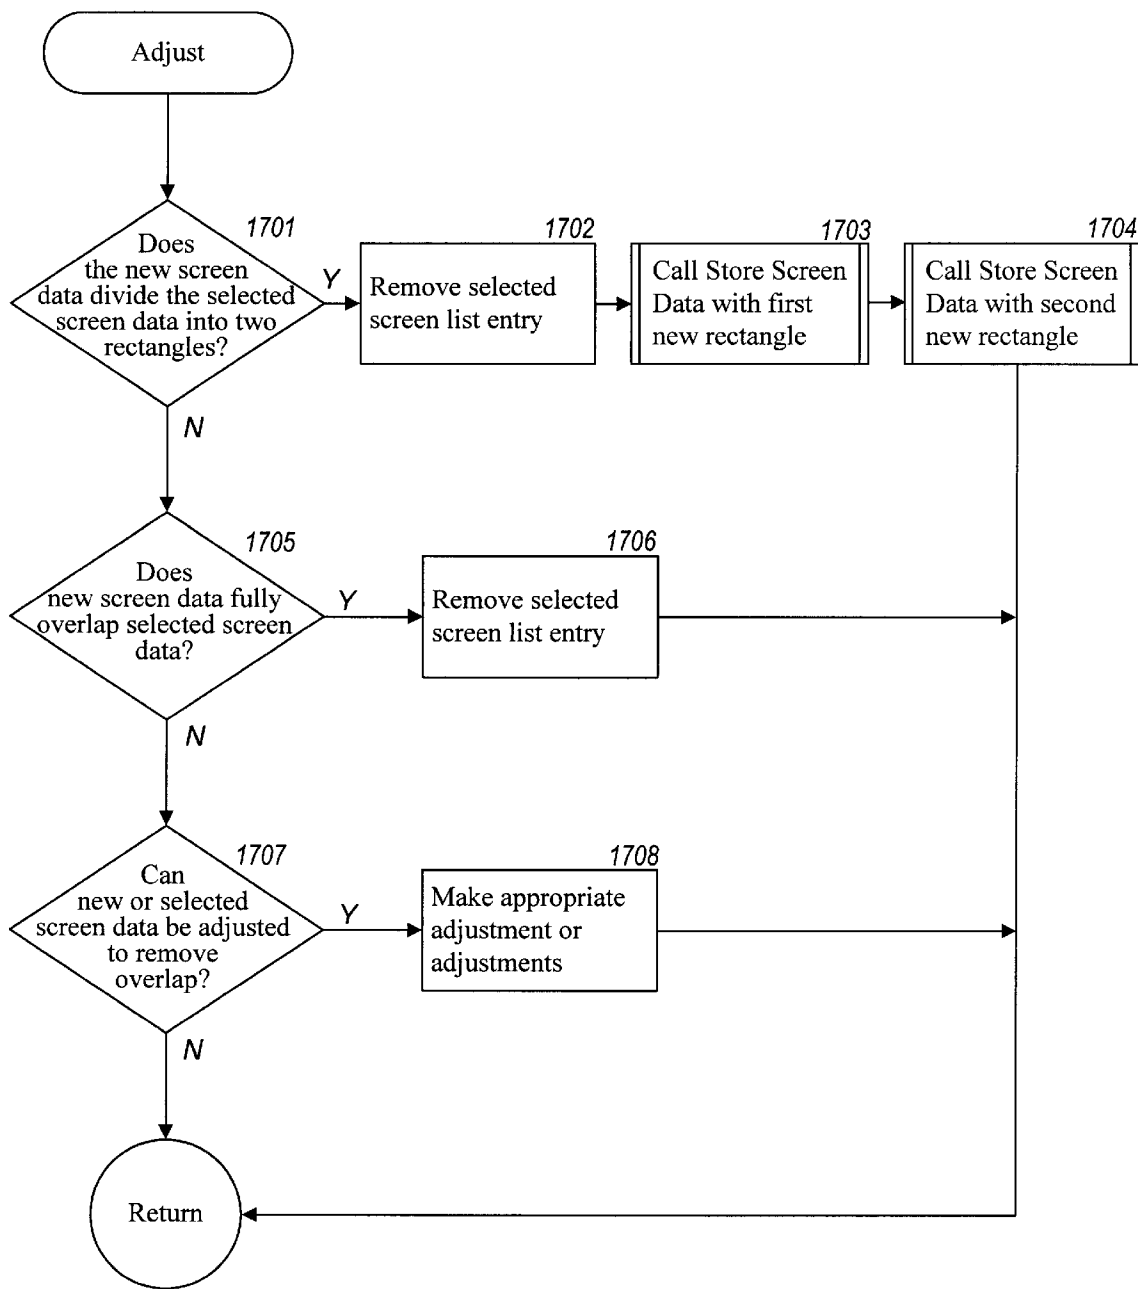 Adjust
1701
Does
the new screen
data divide the selected
screen data into two
rectangles?
Y
N
1702
Remove selected
screen list entry
1703
Call Store Screen
Data with first
new rectangle
1704
Call Store Screen
Data with second
new rectangle
1705
Does
new screen data fully
overlap selected screen
data?
Y
N
1706
Remove selected
screen list entry
1707
Can
new or selected
screen data be adjusted
to remove
overlap?
Y
N
1708
Make appropriate
adjustment or
adjustments
Return